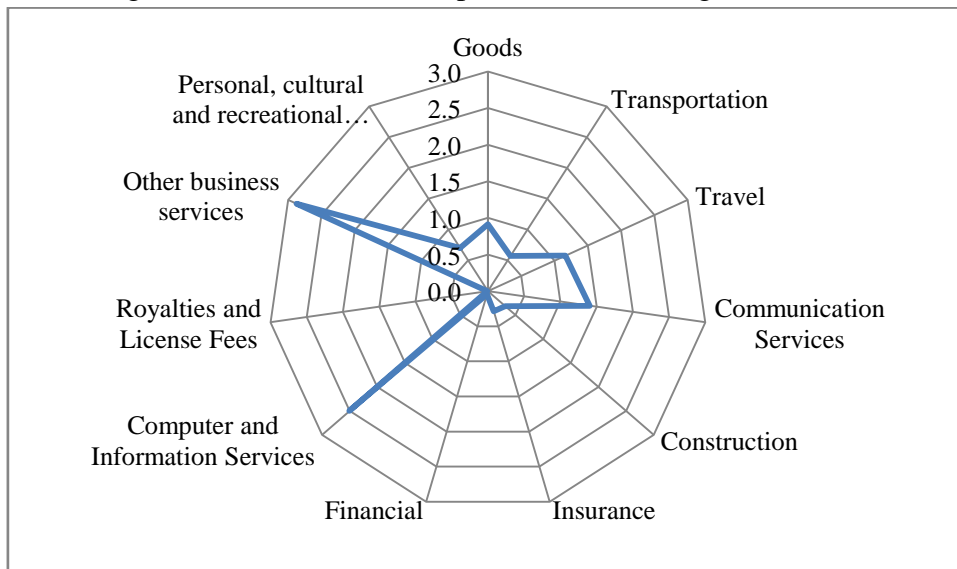 Goods
3.0
2.5
2.0
1.5
1.0
0.5
0.0
Transportation
Travel
Communication
Services
Construction
Insurance
Financial
Computer and
Information Services
Royalties and
License Fees
Other business
services
Personal, cultural
and recreational…